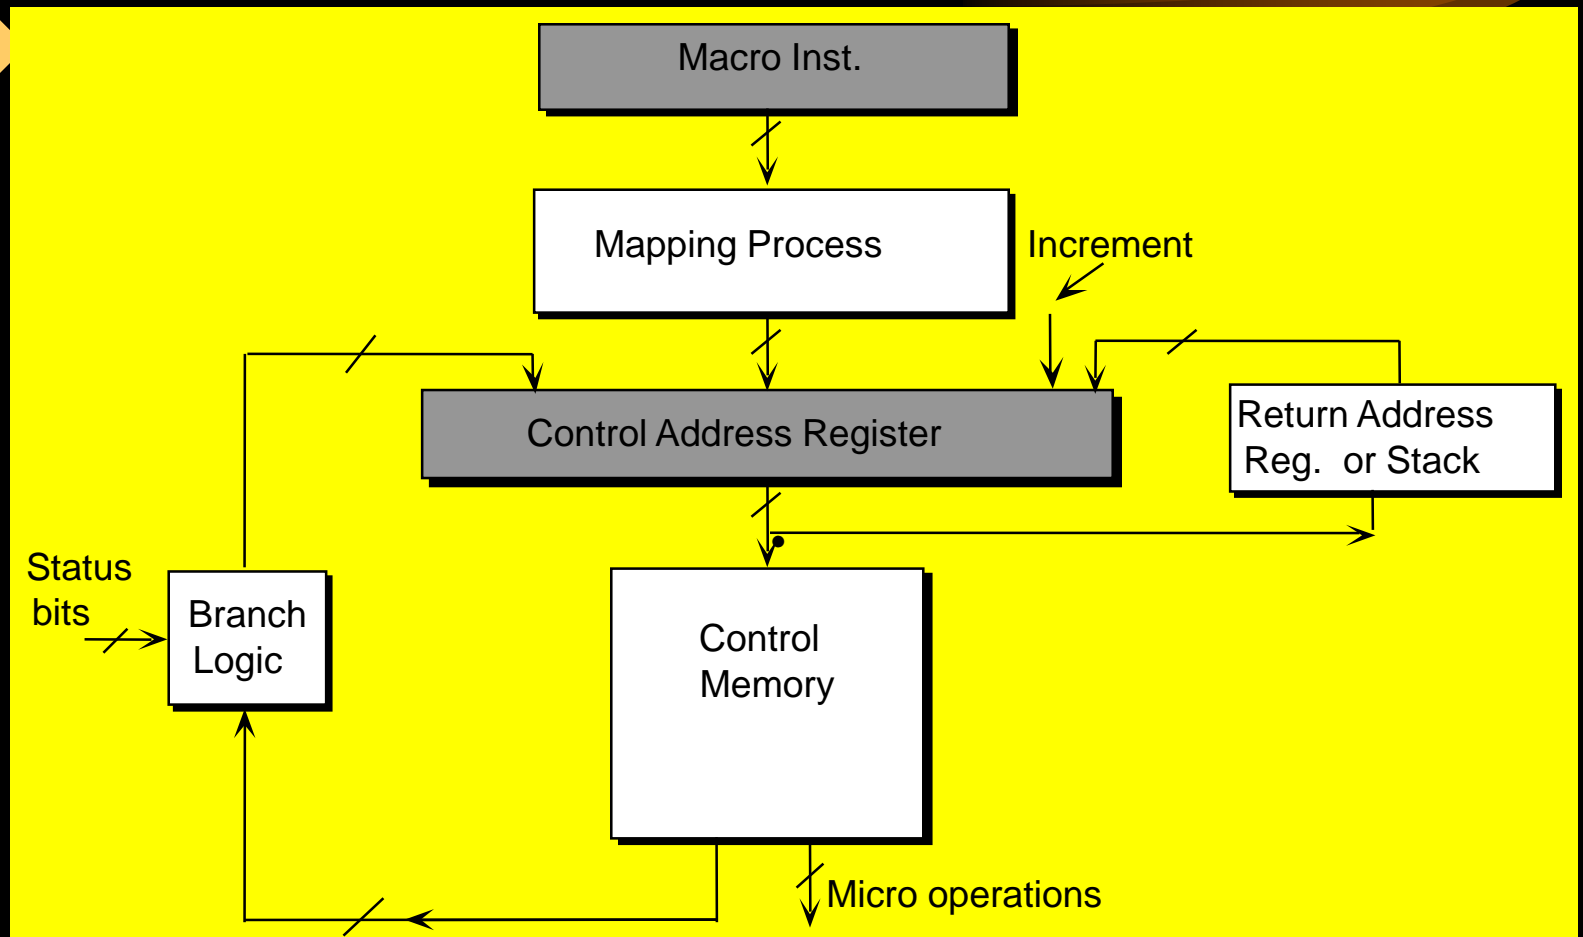 Macro Inst.
Mapping Process
Increment
Control Address Register
Return Address
Reg. or Stack
Status
bits
Branch
Logic
Control
Memory
Micro operations